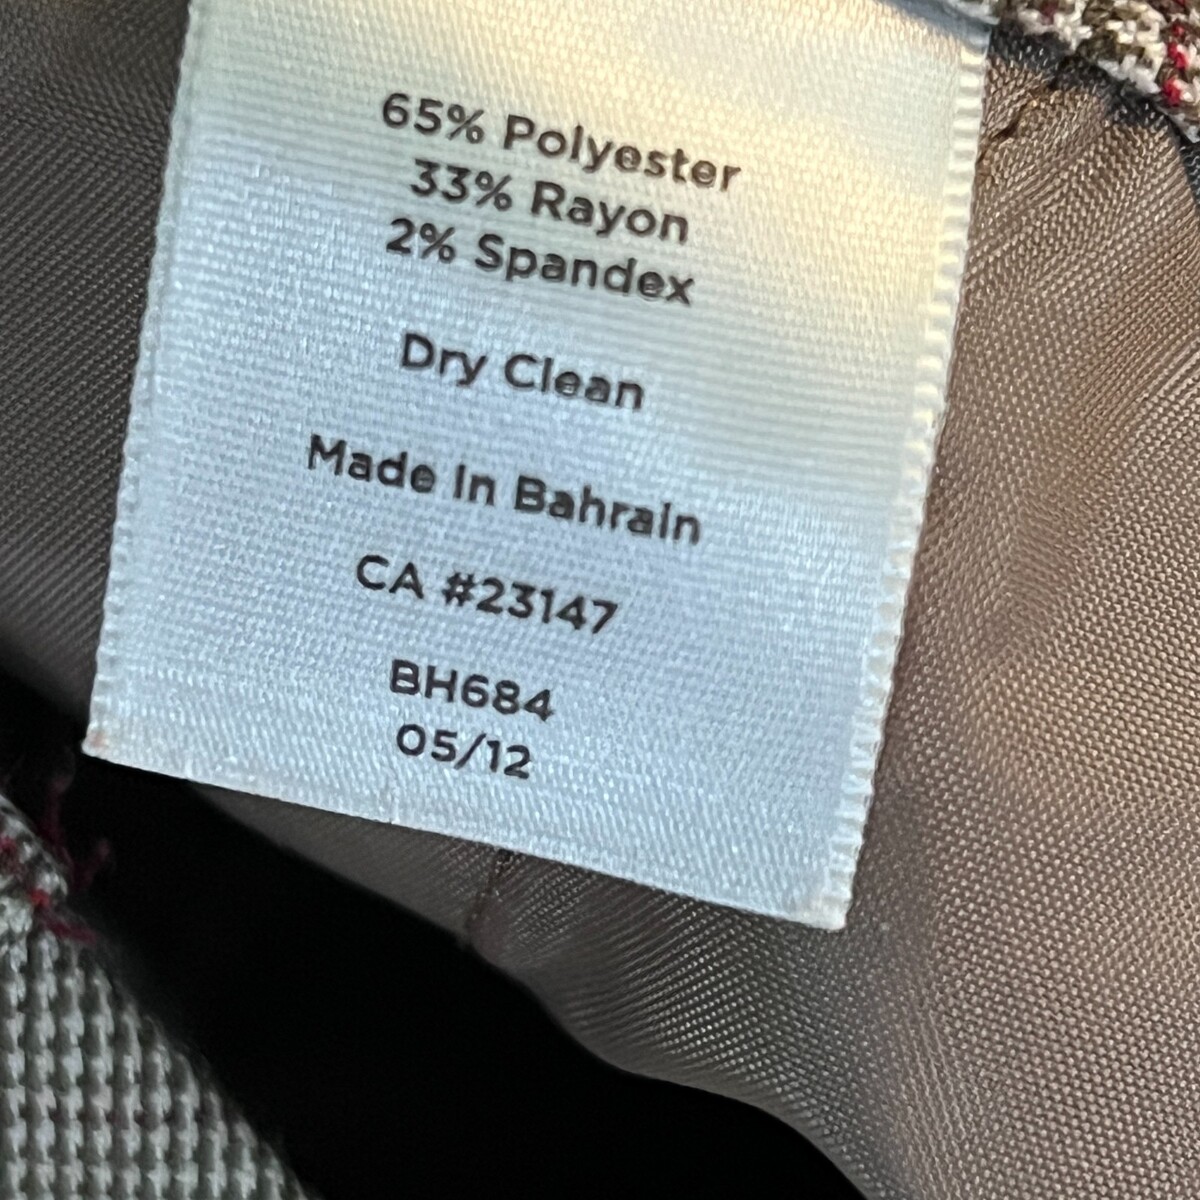 65% Polyester
33% Rayon
2% Spandex
Dry Clean
Made In Bahrain
CA #23147
BH684
05/12